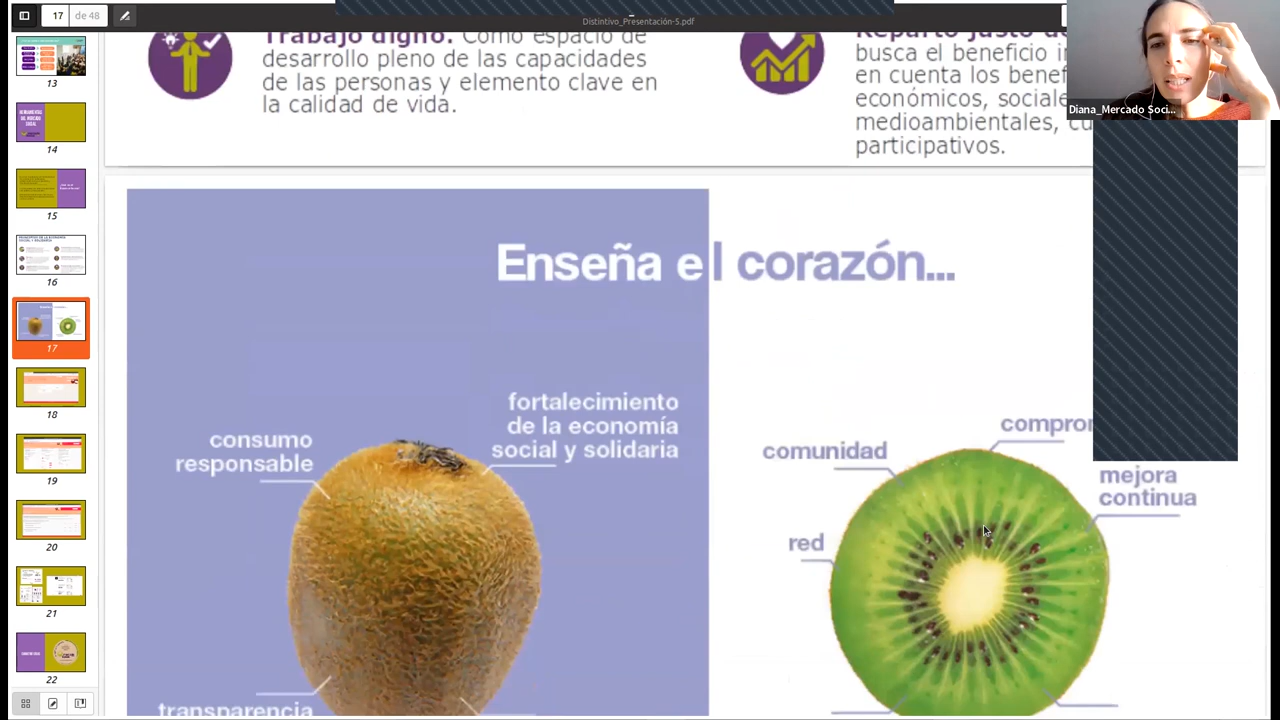 17 de 48
Distintivo_Presentación-5.pdf
Diana_Mercado Soci...
13
14
15
16
17
18
19
20
21
22
Trabajo digno. Como espacio de
desarrollo pleno de las capacidades
de las personas y elemento clave en
la calidad de vida.
Reparto justo
busca el beneficio
en cuenta los
económicos,
medioambientales,
participativos.
Enseña el corazón...
consumo
responsable
fortalecimiento
de la economía
social y solidaria
transparencia
comunidad
red
mejora
continua